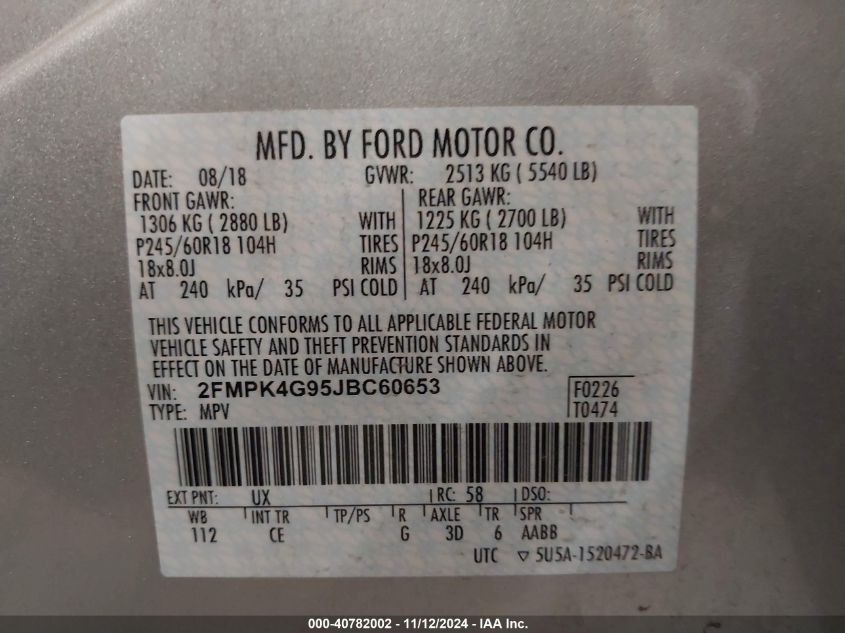 MFD. BY FORD MOTOR CO.
DATE: 08/18 GVWR: 2513 KG ( 5540 LB)
FRONT GAWR: REAR GAWR:
1306 KG ( 2880 LB) WITH 1225 KG ( 2700 LB) WITH
P245/60R18 104H TIRES P245/60R18 104H TIRES
18x8.0J RIMS 18x8.0J RIMS
AT 240 kPa/ 35 PSI COLD AT 240 kPa/ 35 PSI COLD
THIS VEHICLE CONFORMS TO ALL APPLICABLE FEDERAL MOTOR
VEHICLE SAFETY AND THEFT PREVENTION STANDARDS IN
EFFECT ON THE DATE OF MANUFACTURE SHOWN ABOVE.
VIN: 2FMPK4G95JBC60653 F0226
TYPE: MPV T0474
EXT PNT: UX RC: 58 DSO:
WB INT TR TP/PS R AXLE TR SPR
112 CE G 3D 6 AABB
UTC ▽ 5U5A-1520472-BA
000-40782002 - 11/12/2024 - IAA Inc.